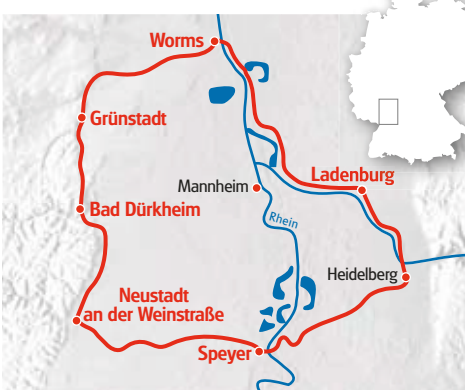 Worms
Grünstadt
Ladenburg
Mannheim
Bad Dürkheim
Rhein
Heidelberg
Neustadt
an der Weinstraße
Speyer